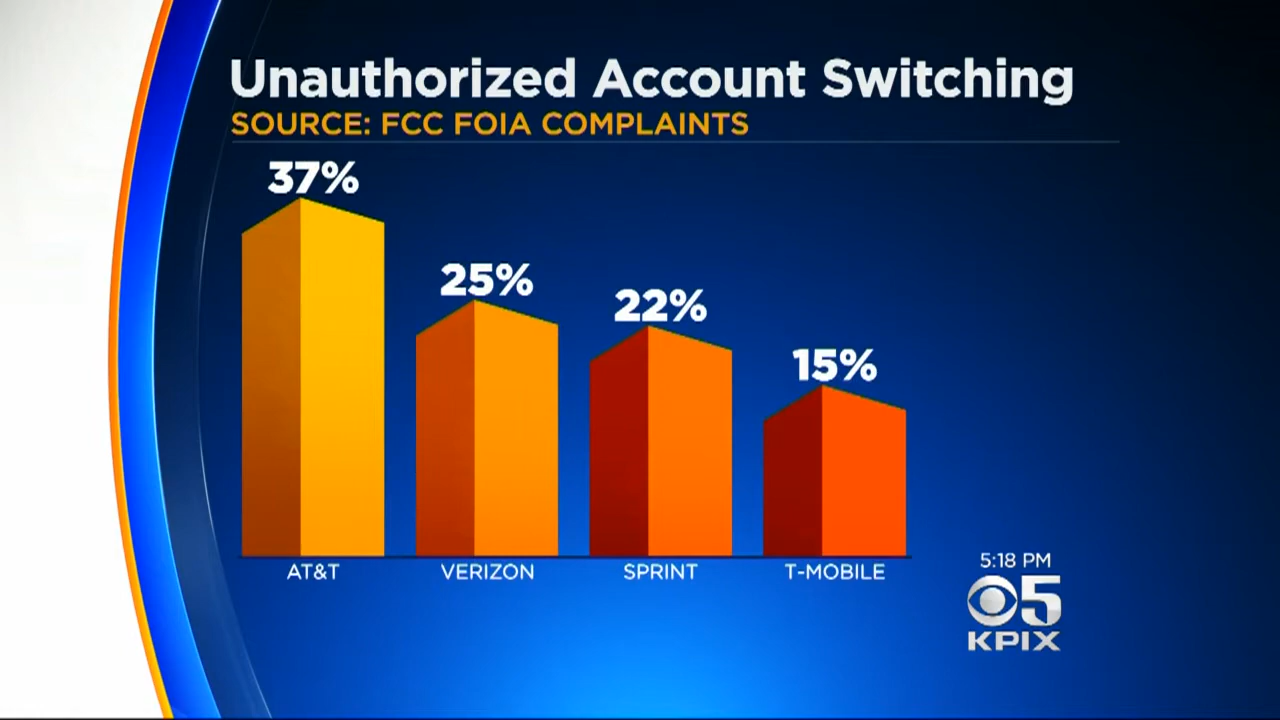 Unauthorized Account Switching
SOURCE: FCC FOIA COMPLAINTS
37%
25%
22%
15%
AT&T
VERIZON
SPRINT
T-MOBILE
5:18 PM
5
KPIX